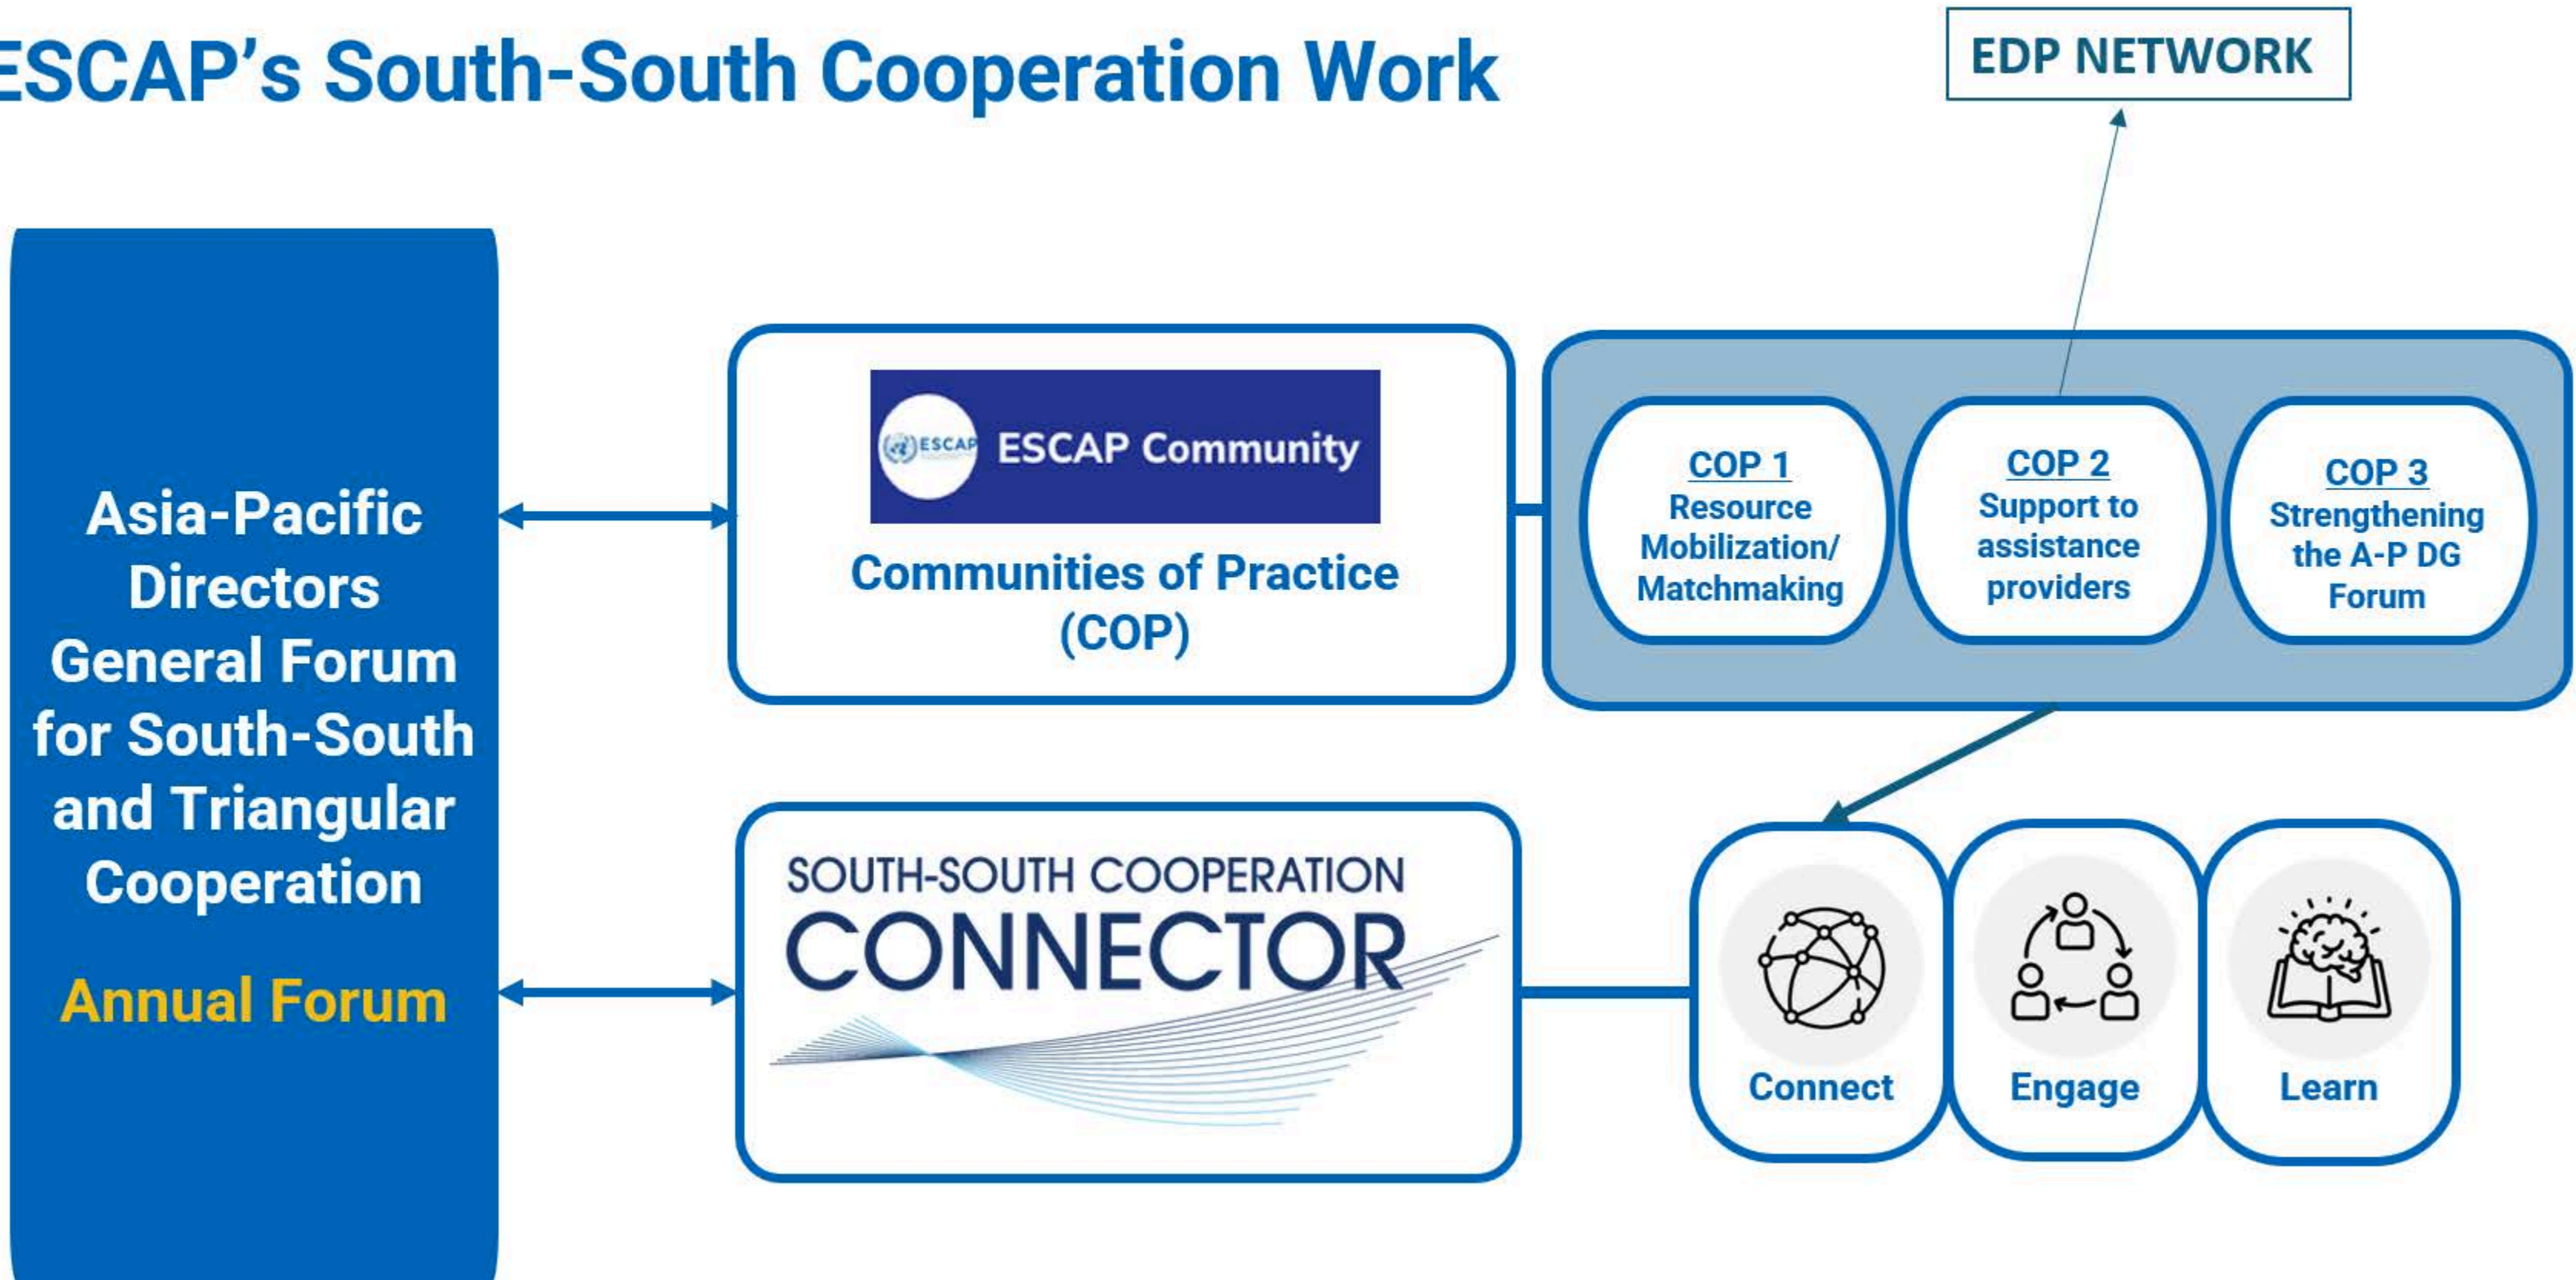 ESCAP's South-South Cooperation Work
EDP NETWORK
Asia-Pacific
Directors
General Forum
for South-South
and Triangular
Cooperation
Annual Forum
ESCAP
ESCAP Community
Communities of Practice
(COP)
COP 1
Resource
Mobilization/
Matchmaking
COP 2
Support to
assistance
providers
COP 3
Strengthening
the A-P DG
Forum
SOUTH-SOUTH COOPERATION
CONNECTOR
Connect
Engage
Learn